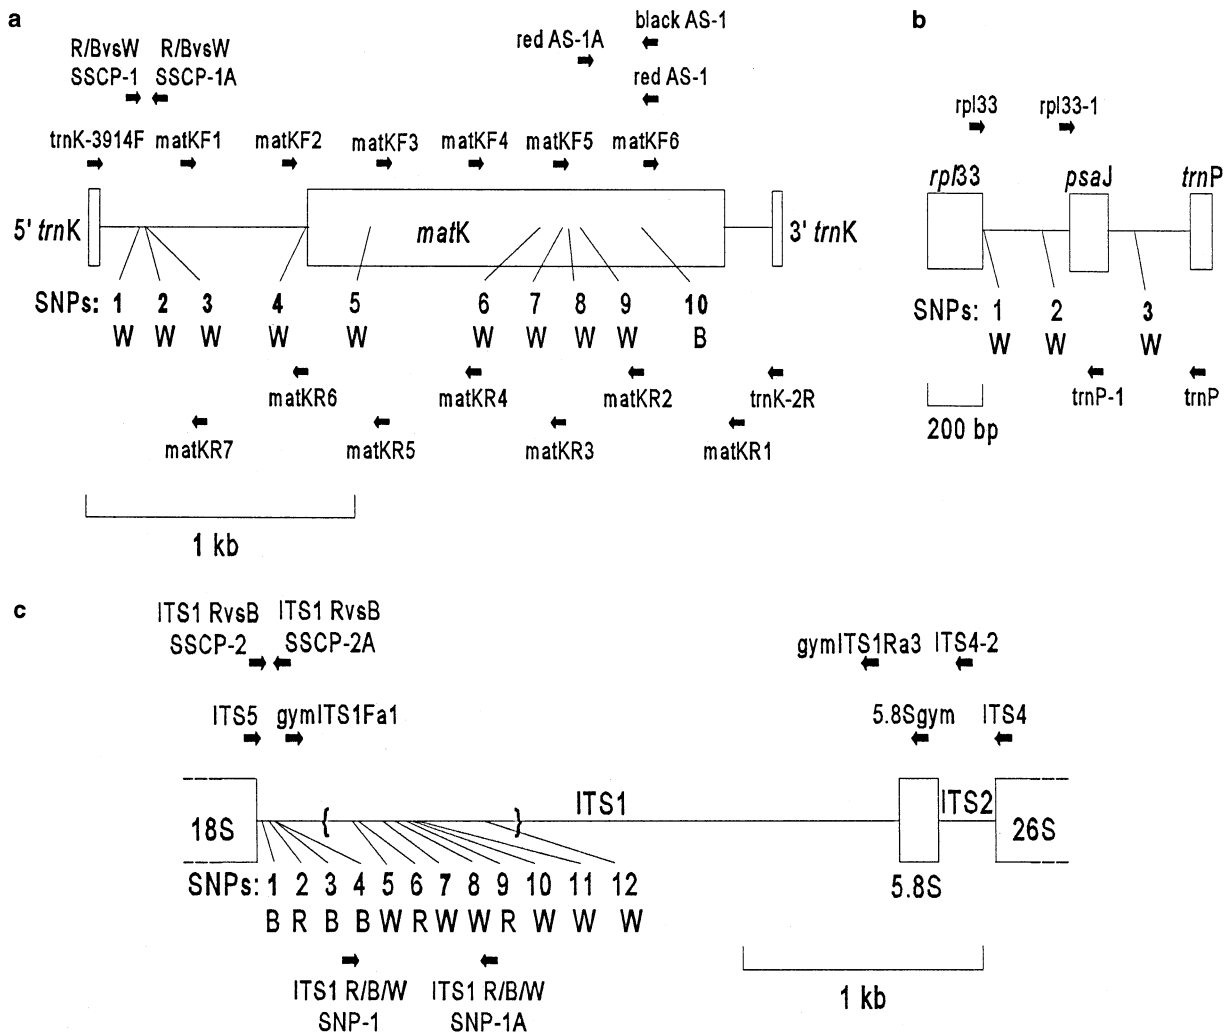 a
R/BvsW R/BvsW
SSCP-1 SSCP-1A
red AS-1A
black AS-1
red AS-1
trnK-3914F matKF1 matKF2 matKF3 matKF4 matKF5 matKF6
5' trnK matK 3' trnK
SNPs: 1 2 3 4 5 6 7 8 9 10
W W W W W W W W W B
matKR6 matKR4 matKR2 trnK-2R
matKR7 matKR5 matKR3 matKR1
1 kb
b
rpl33 rpl33-1
rpl33 psaJ trnP
SNPs: 1 2 3
W W W
trnP-1 trnP
200 bp
c
ITS1 RvsB ITS1 RvsB
SSCP-2 SSCP-2A
gymITS1Ra3 ITS4-2
ITS5 gymITS1Fa1 5.8Sgym ITS4
18S { } ITS1 ITS2 26S
SNPs: 1 2 3 4 5 6 7 8 9 10 11 12
B R B B W R W W R W W W
5.8S
ITS1 R/B/W ITS1 R/B/W
SNP-1 SNP-1A
1 kb